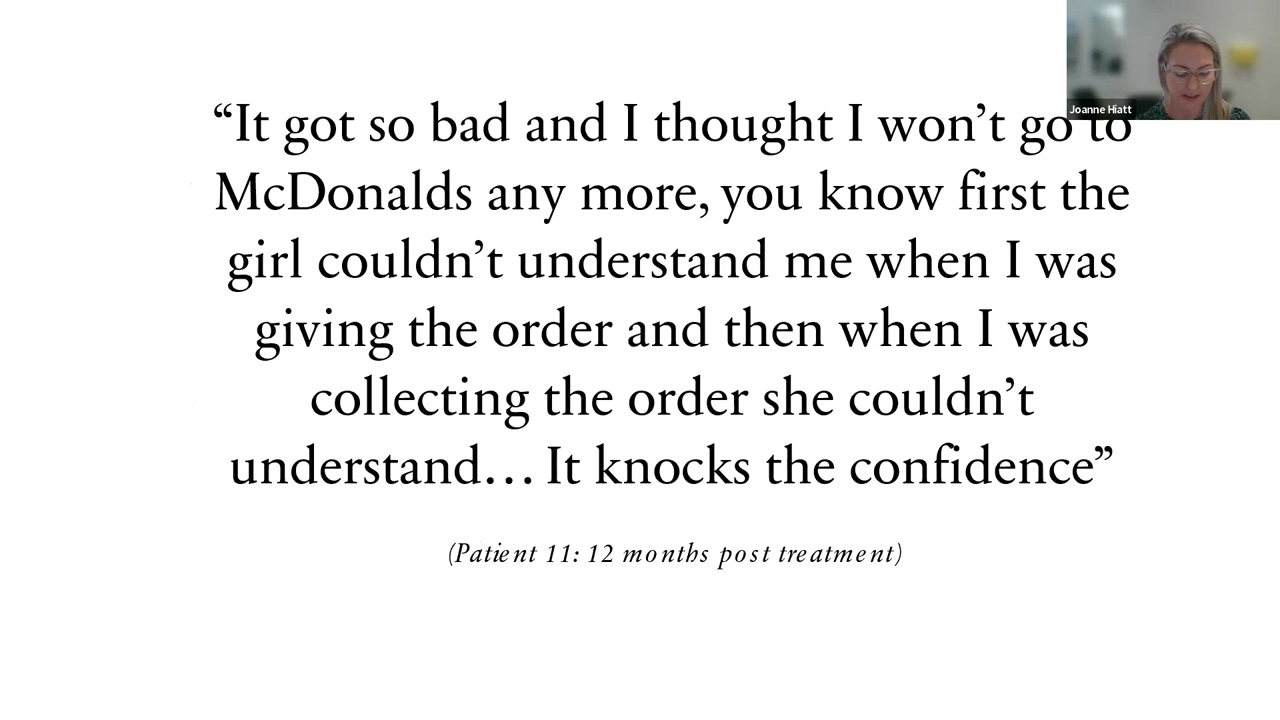 “It got so bad and I thought I won’t go to
McDonalds any more, you know first the
girl couldn’t understand me when I was
giving the order and then when I was
collecting the order she couldn’t
understand… It knocks the confidence”
(Patient 11: 12 months post treatment)
Joanne Hiatt